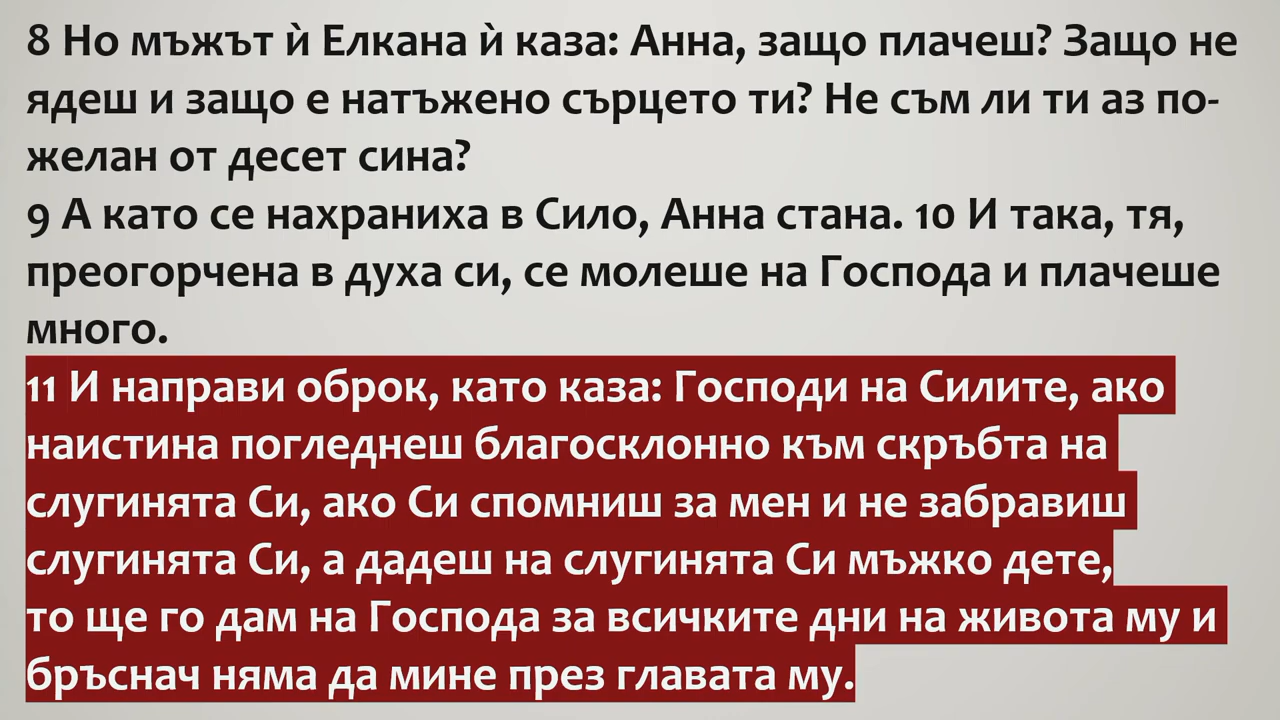 8 Но мъжът ѝ Елкана ѝ каза: Анна, защо плачеш? Защо не
ядеш и защо е натъжено сърцето ти? Не съм ли ти аз по-
желан от десет сина?
9 А като се нахраниха в Сило, Анна стана. 10 И така, тя,
преогорчена в духа си, се молеше на Господа и плачеше
много.
11 И направи оброк, като каза: Господи на Силите, ако
наистина погледнеш благосклонно към скръбта на
слугинята Си, ако Си спомниш за мен и не забравиш
слугинята Си, а дадеш на слугинята Си мъжко дете,
то ще го дам на Господа за всичките дни на живота му и
бръснач няма да мине през главата му.